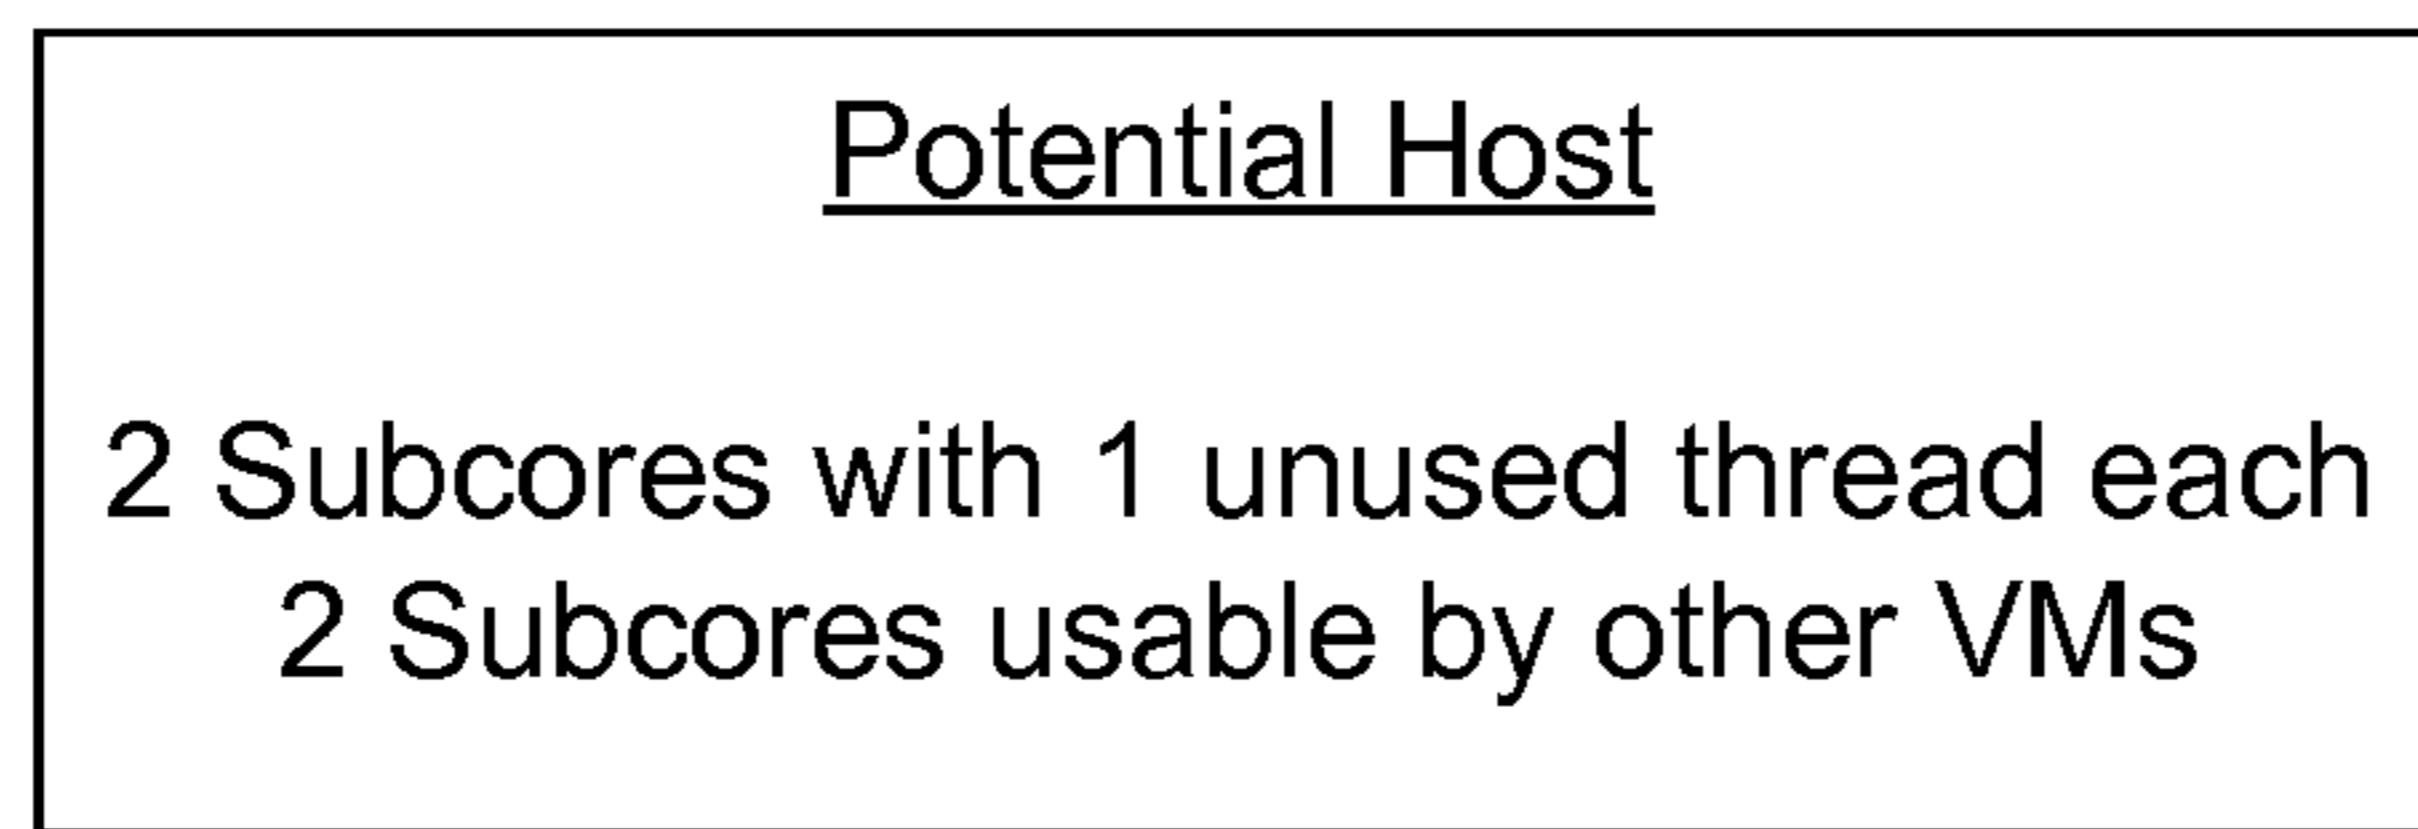 Potential Host
2 Subcores with 1 unused thread each
2 Subcores usable by other VMs